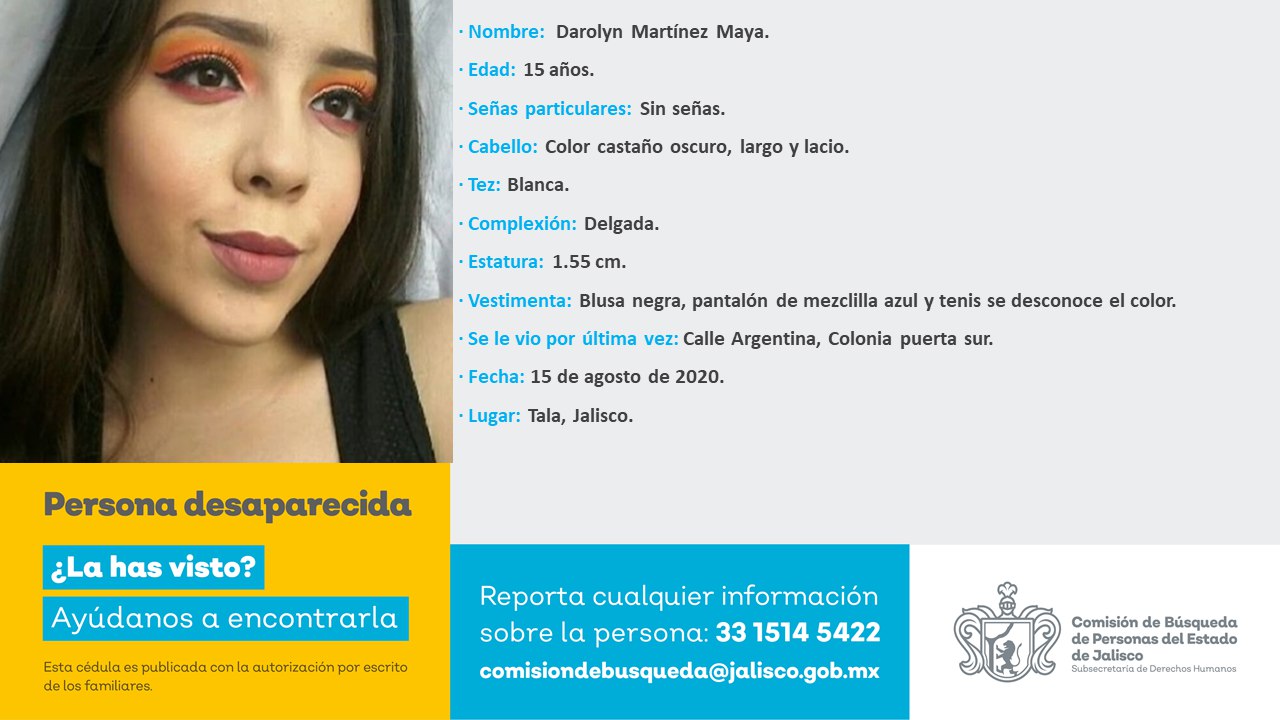 · Nombre: Darolyn Martínez Maya.
· Edad: 15 años.
· Señas particulares: Sin señas.
· Cabello: Color castaño oscuro, largo y lacio.
· Tez: Blanca.
· Complexión: Delgada.
· Estatura: 1.55 cm.
· Vestimenta: Blusa negra, pantalón de mezclilla azul y tenis se desconoce el color.
· Se le vio por última vez: Calle Argentina, Colonia puerta sur.
· Fecha: 15 de agosto de 2020.
· Lugar: Tala, Jalisco.
Persona desaparecida
¿La has visto?
Ayúdanos a encontrarla
Esta cédula es publicada con la autorización por escrito
de los familiares.
Reporta cualquier información
sobre la persona: 33 1514 5422
comisiondebusqueda@jalisco.gob.mx
Comisión de Búsqueda
de Personas del Estado
de Jalisco
Subsecretaría de Derechos Humanos